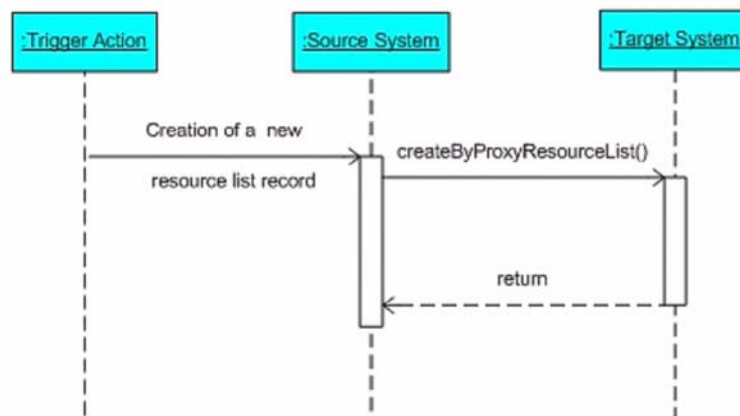 :Trigger Action
:Source System
:Target System
Creation of a new
resource list record
createByProxyResourceList()
return